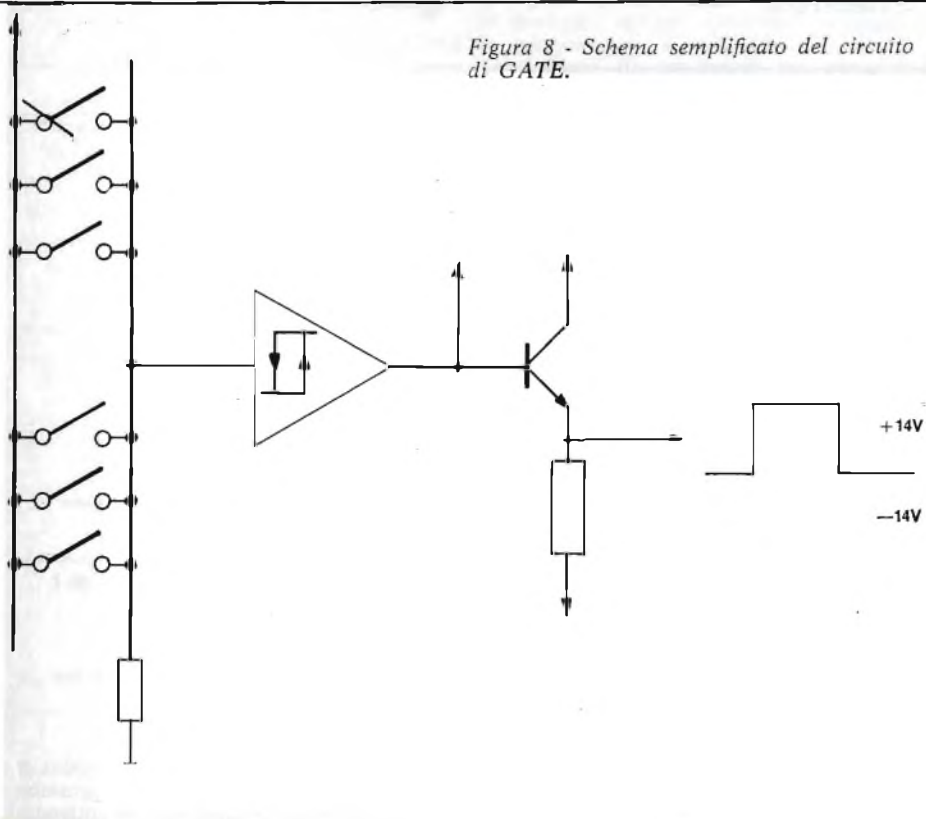 Figura 8 - Schema semplificato del circuito
di GATE.
+14V
—14V